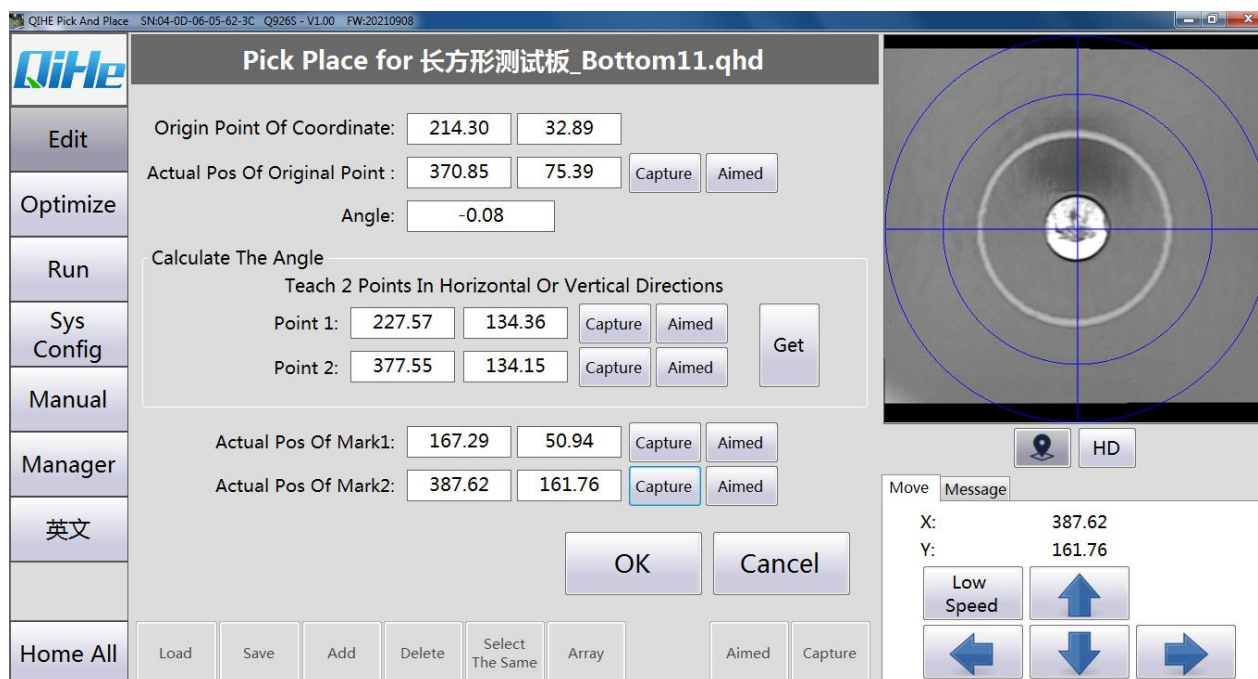 QIHE Pick And Place SN:04-0D-06-05-62-3C Q926S - V1.00 FW:20210908
QiHe
Pick Place for 长方形测试板_Bottom11.qhd
Edit
Optimize
Run
Sys
Config
Manual
Manager
英文
Home All
Origin Point Of Coordinate: 214.30 32.89
Actual Pos Of Original Point : 370.85 75.39 Capture Aimed
Angle: -0.08
Calculate The Angle
Teach 2 Points In Horizontal Or Vertical Directions
Point 1: 227.57 134.36 Capture Aimed
Point 2: 377.55 134.15 Capture Aimed
Get
Actual Pos Of Mark1: 167.29 50.94 Capture Aimed
Actual Pos Of Mark2: 387.62 161.76 Capture Aimed
OK Cancel
Load Save Add Delete Select The Same Array Aimed Capture
HD
Move Message
X: 387.62
Y: 161.76
Low
Speed